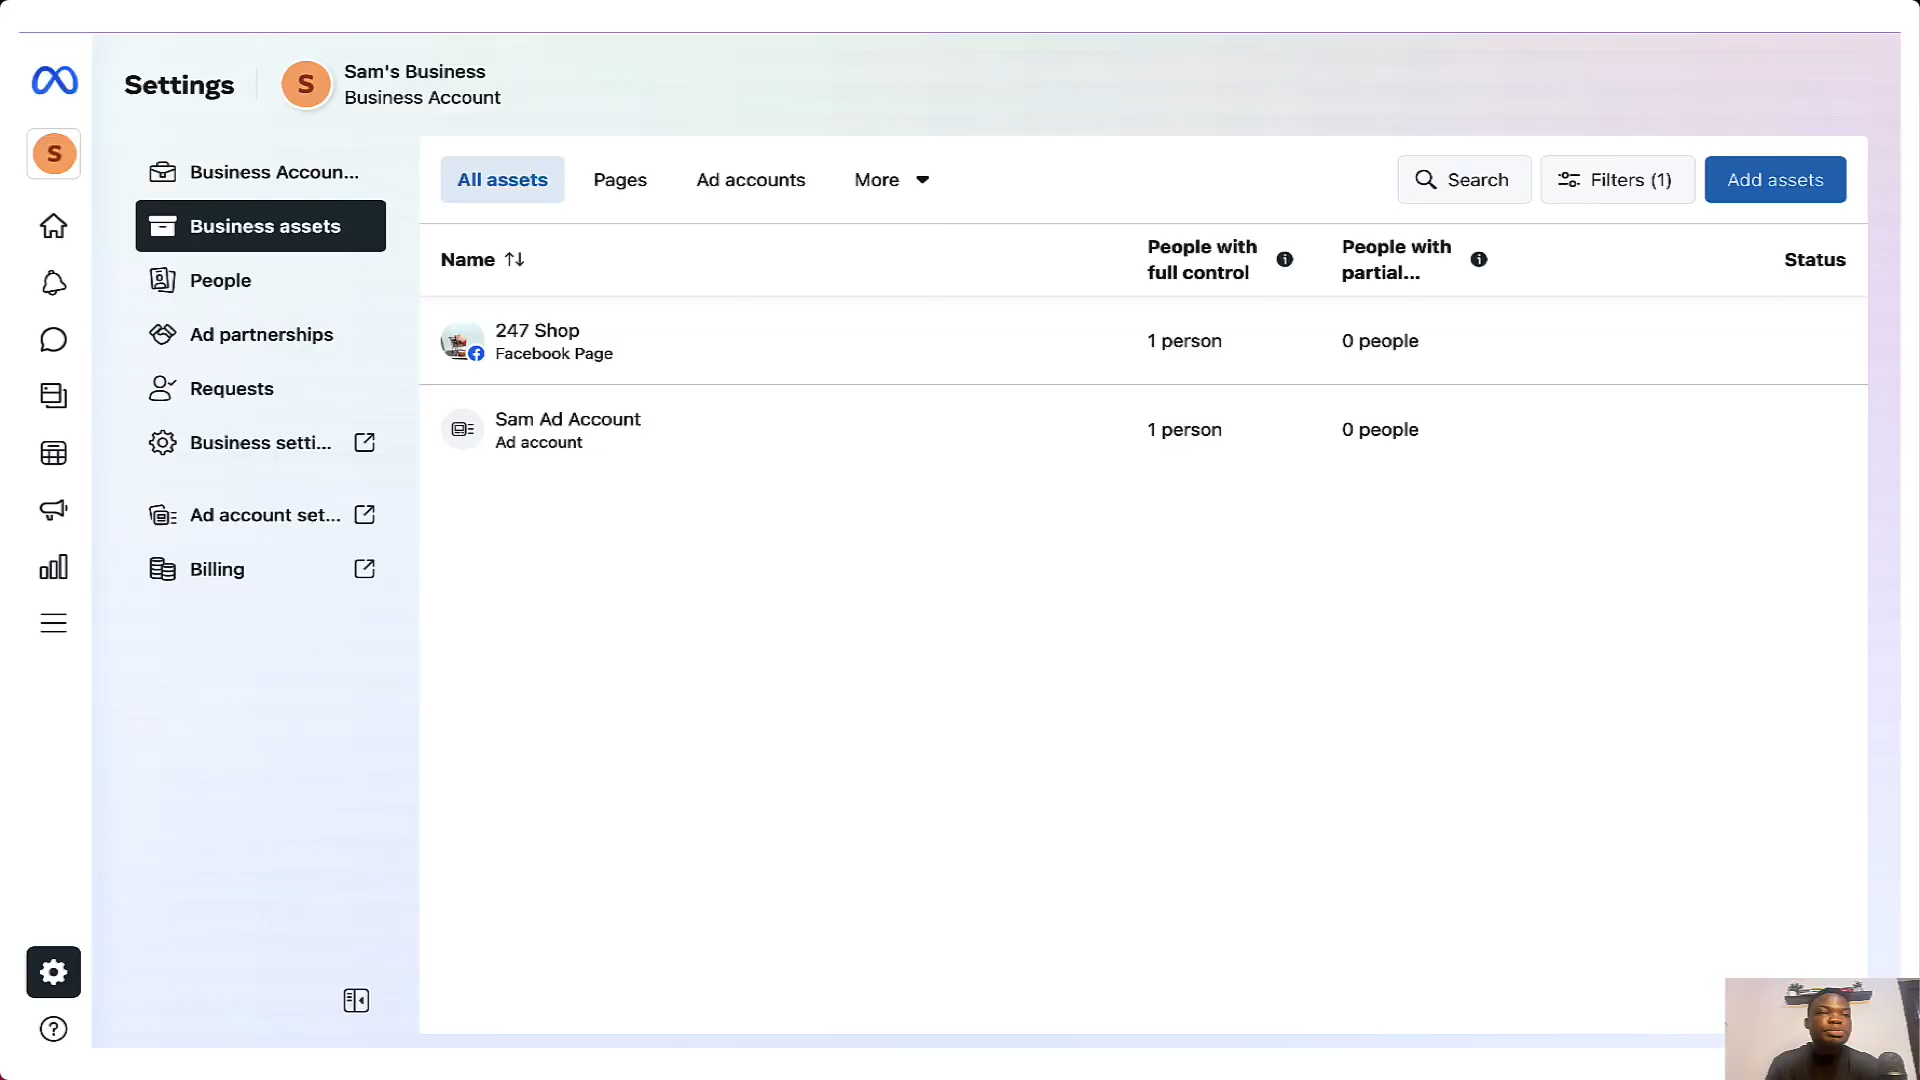 Settings
S
Sam's Business
Business Account
S
Business Accoun...
Business assets
People
Ad partnerships
Requests
Business setti...
Ad account set...
Billing
All assets
Pages
Ad accounts
More
Search
Filters (1)
Add assets
Name
People with
full control
People with
partial...
Status
247 Shop
Facebook Page
1 person
0 people
Sam Ad Account
Ad account
1 person
0 people